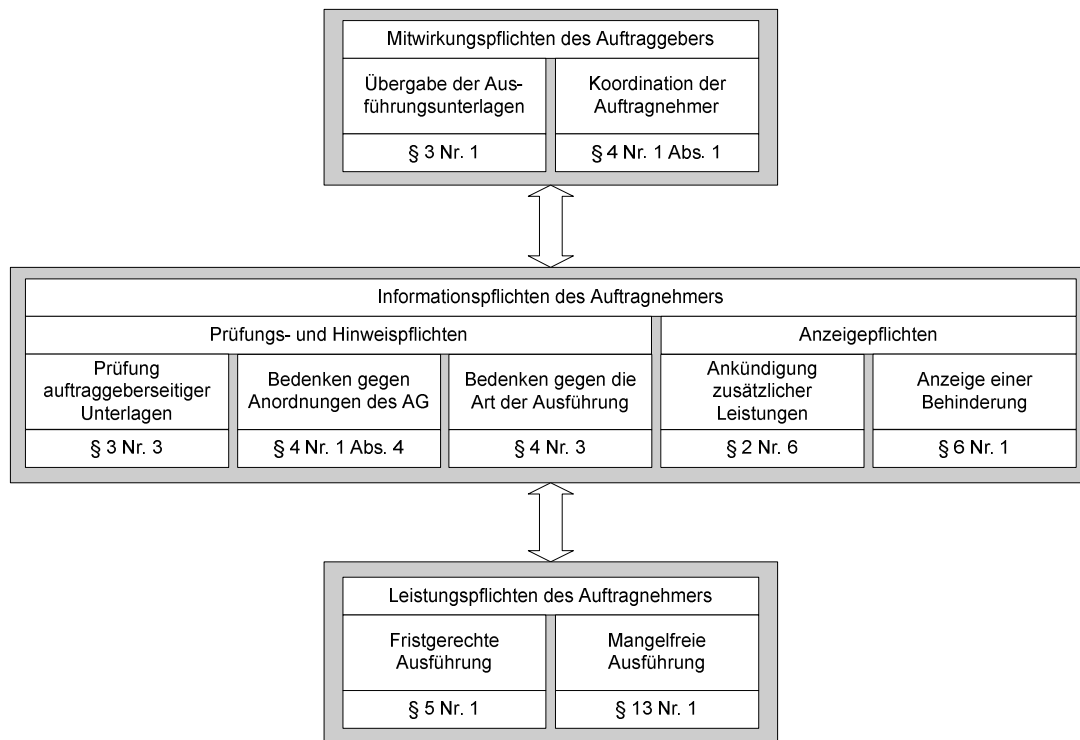 Mitwirkungspflichten des Auftraggebers
Übergabe der Aus-
führungsunterlagen
§ 3 Nr. 1
Koordination der
Auftragnehmer
§ 4 Nr. 1 Abs. 1
Informationspflichten des Auftragnehmers
Prüfungs- und Hinweispflichten
Prüfung
auftraggeberseitiger
Unterlagen
§ 3 Nr. 3
Bedenken gegen
Anordnungen des AG
§ 4 Nr. 1 Abs. 4
Bedenken gegen die
Art der Ausführung
§ 4 Nr. 3
Anzeigepflichten
Ankündigung
zusätzlicher
Leistungen
§ 2 Nr. 6
Anzeige einer
Behinderung
§ 6 Nr. 1
Leistungspflichten des Auftragnehmers
Fristgerechte
Ausführung
§ 5 Nr. 1
Mangelfreie
Ausführung
§ 13 Nr. 1